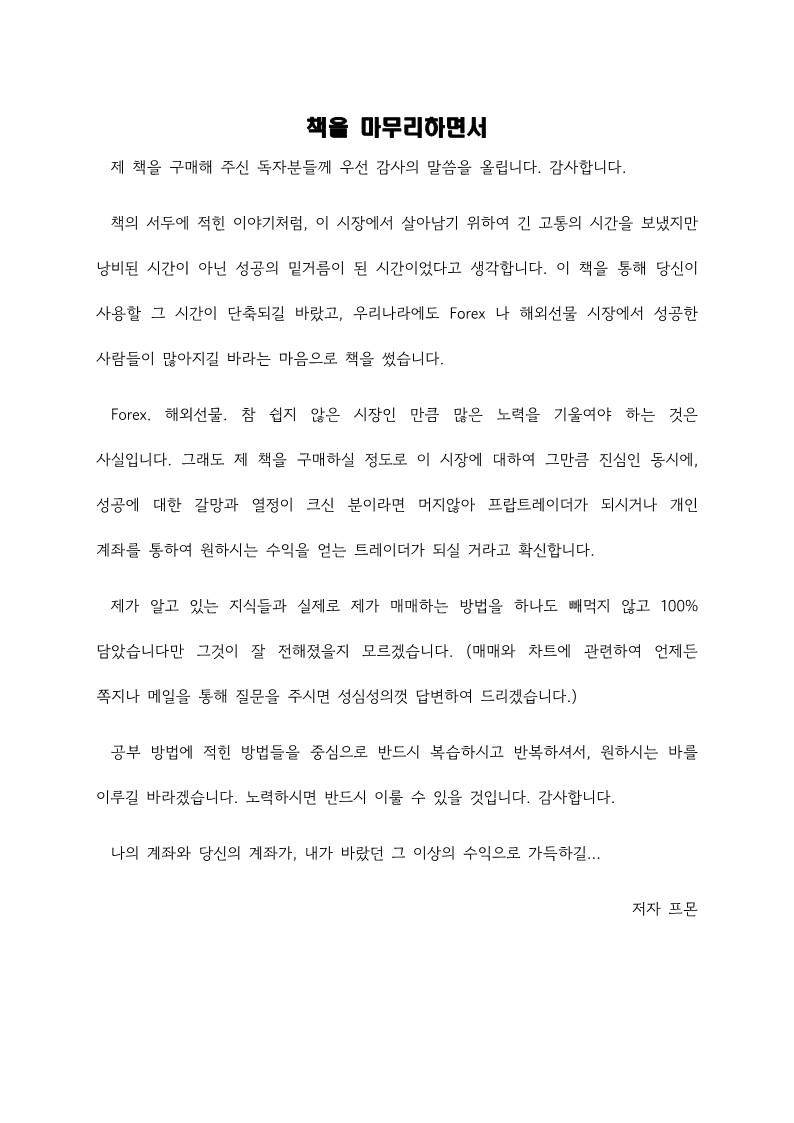 책을 마무리하면서
제 책을 구매해 주신 독자분들께 우선 감사의 말씀을 올립니다. 감사합니다.
책의 서두에 적힌 이야기처럼, 이 시장에서 살아남기 위하여 긴 고통의 시간을 보냈지만
낭비된 시간이 아닌 성공의 밑거름이 된 시간이었다고 생각합니다. 이 책을 통해 당신이
사용할 그 시간이 단축되길 바랐고, 우리나라에도 Forex 나 해외선물 시장에서 성공한
사람들이 많아지길 바라는 마음으로 책을 썼습니다.
Forex. 해외선물. 참 쉽지 않은 시장인 만큼 많은 노력을 기울여야 하는 것은
사실입니다. 그래도 제 책을 구매하실 정도로 이 시장에 대하여 그만큼 진심인 동시에,
성공에 대한 갈망과 열정이 크신 분이라면 머지않아 프랍트레이더가 되시거나 개인
계좌를 통하여 원하시는 수익을 얻는 트레이더가 되실 거라고 확신합니다.
제가 알고 있는 지식들과 실제로 제가 매매하는 방법을 하나도 빼먹지 않고 100%
담았습니다만 그것이 잘 전해졌을지 모르겠습니다. (매매와 차트에 관련하여 언제든
쪽지나 메일을 통해 질문을 주시면 성심성의껏 답변하여 드리겠습니다.)
공부 방법에 적힌 방법들을 중심으로 반드시 복습하시고 반복하셔서, 원하시는 바를
이루길 바라겠습니다. 노력하시면 반드시 이룰 수 있을 것입니다. 감사합니다.
나의 계좌와 당신의 계좌가, 내가 바랐던 그 이상의 수익으로 가득하길...
저자 프몬